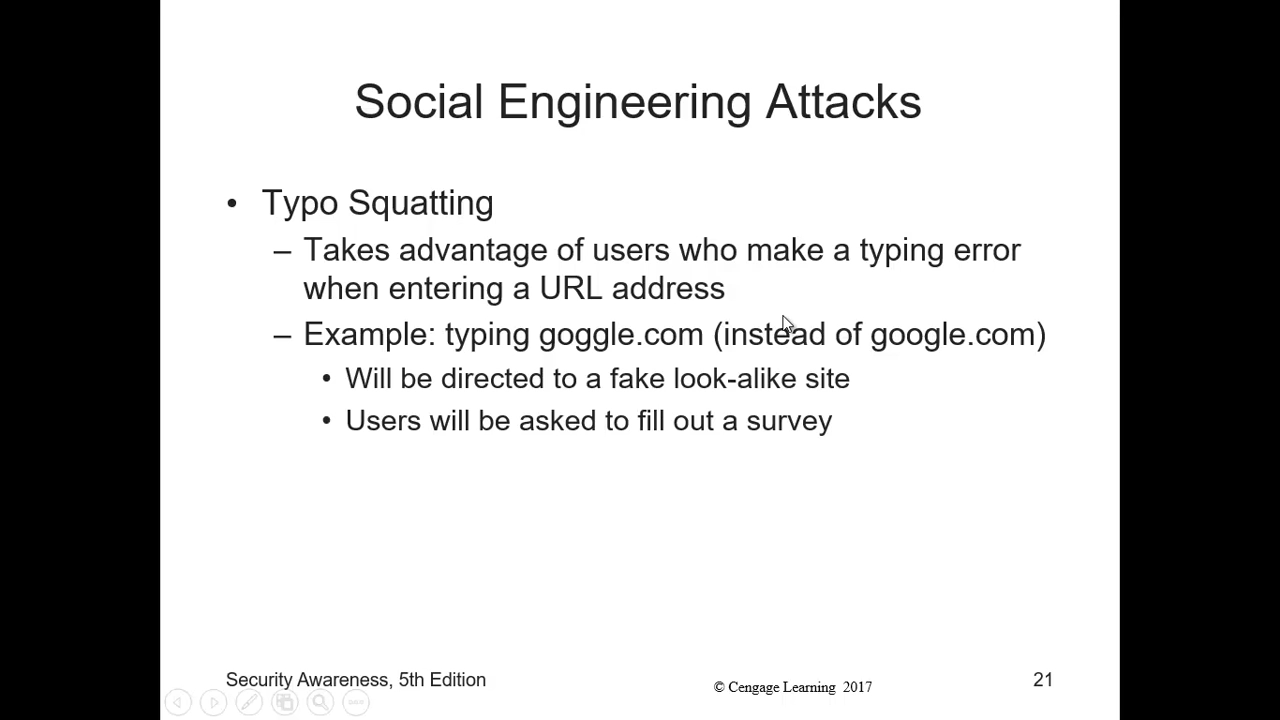 Social Engineering Attacks
• Typo Squatting
– Takes advantage of users who make a typing error
when entering a URL address
– Example: typing goggle.com (instead of google.com)
• Will be directed to a fake look-alike site
• Users will be asked to fill out a survey
Security Awareness, 5th Edition
© Cengage Learning 2017
21